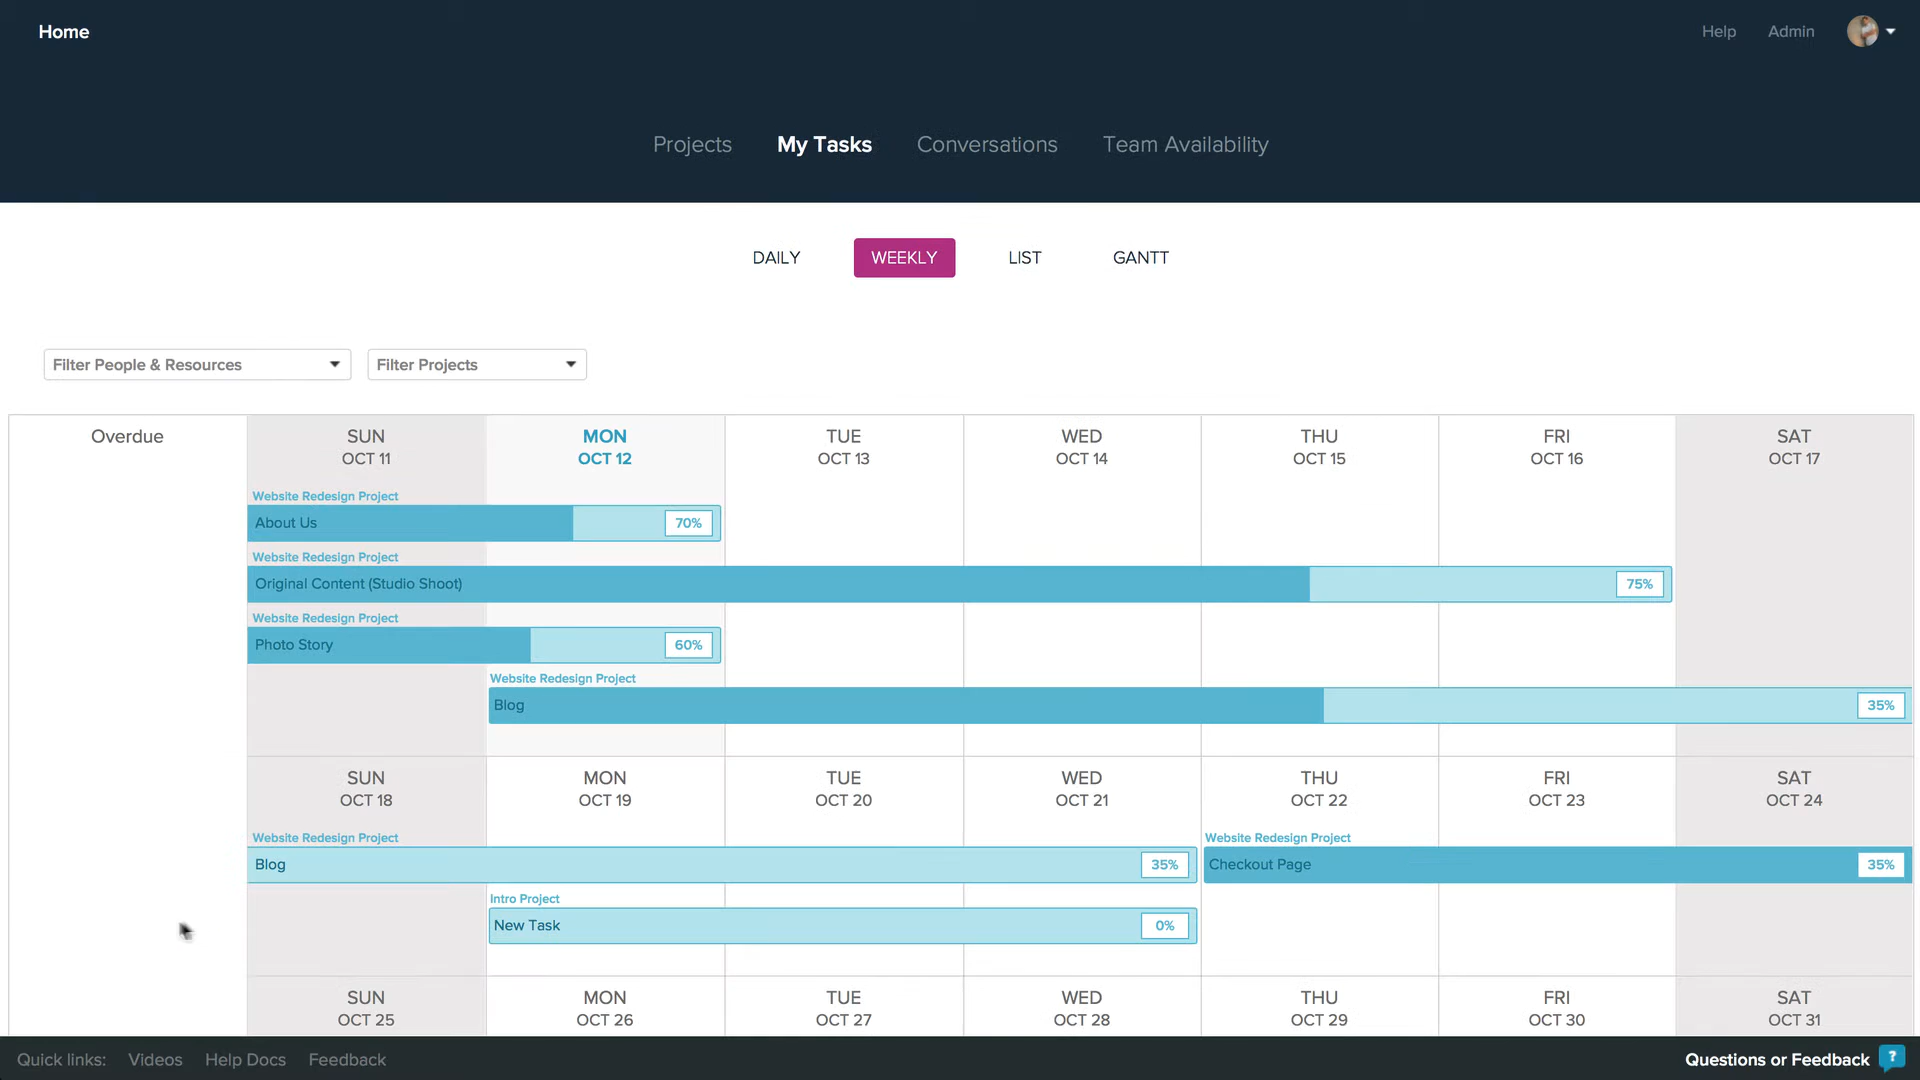 Home
Help
Admin
Projects
My Tasks
Conversations
Team Availability
DAILY
WEEKLY
LIST
GANTT
Filter People & Resources
Filter Projects
Overdue
SUN
OCT 11
MON
OCT 12
TUE
OCT 13
WED
OCT 14
THU
OCT 15
FRI
OCT 16
SAT
OCT 17
Website Redesign Project
About Us
70%
Website Redesign Project
Original Content (Studio Shoot)
75%
Website Redesign Project
Photo Story
60%
Website Redesign Project
Blog
35%
SUN
OCT 18
MON
OCT 19
TUE
OCT 20
WED
OCT 21
THU
OCT 22
FRI
OCT 23
SAT
OCT 24
Website Redesign Project
Blog
35%
Website Redesign Project
Checkout Page
35%
Intro Project
New Task
0%
SUN
OCT 25
MON
OCT 26
TUE
OCT 27
WED
OCT 28
THU
OCT 29
FRI
OCT 30
SAT
OCT 31
Quick links:
Videos
Help Docs
Feedback
Questions or Feedback
?